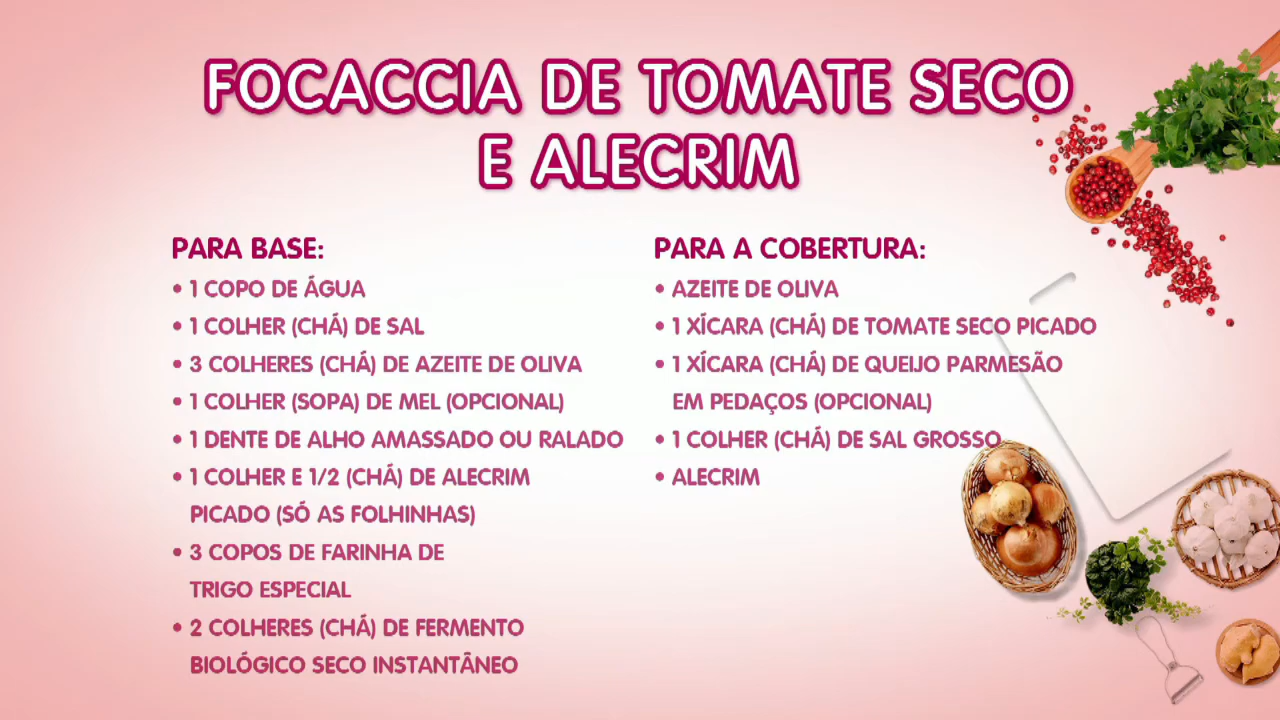 FOCACCIA DE TOMATE SECO
E ALECRIM
PARA BASE:
• 1 COPO DE ÁGUA
• 1 COLHER (CHÁ) DE SAL
• 3 COLHERES (CHÁ) DE AZEITE DE OLIVA
• 1 COLHER (SOPA) DE MEL (OPCIONAL)
• 1 DENTE DE ALHO AMASSADO OU RALADO
• 1 COLHER E 1/2 (CHÁ) DE ALECRIM
PICADO (SÓ AS FOLHINHAS)
• 3 COPOS DE FARINHA DE
TRIGO ESPECIAL
• 2 COLHERES (CHÁ) DE FERMENTO
BIOLÓGICO SECO INSTANTÂNEO
PARA A COBERTURA:
• AZEITE DE OLIVA
• 1 XÍCARA (CHÁ) DE TOMATE SECO PICADO
• 1 XÍCARA (CHÁ) DE QUEIJO PARMESÃO
EM PEDAÇOS (OPCIONAL)
• 1 COLHER (CHÁ) DE SAL GROSSO
• ALECRIM